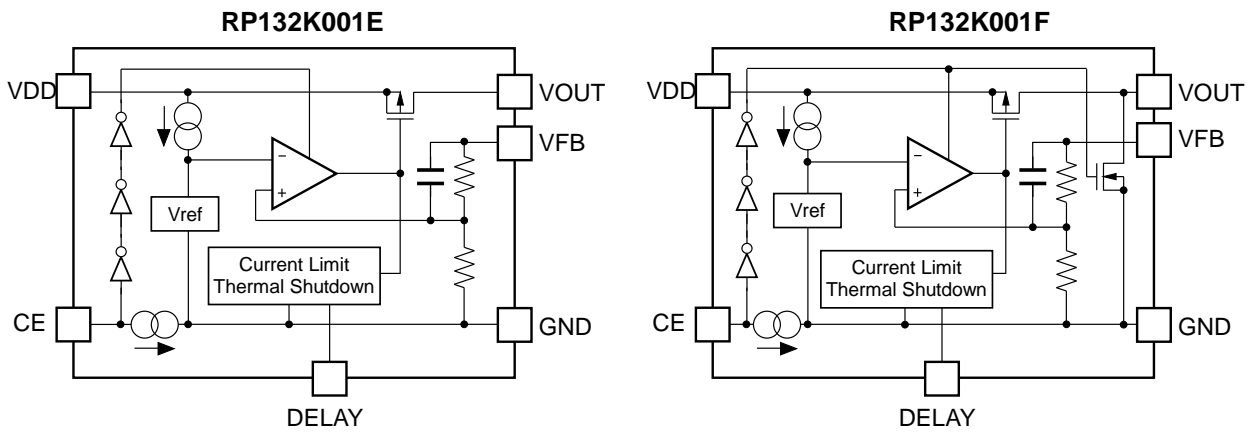 RP132K001E
VDD
VOUT
VFB
−
+
Vref
Current Limit
Thermal Shutdown
CE
GND
DELAY
RP132K001F
VDD
VOUT
VFB
−
+
Vref
Current Limit
Thermal Shutdown
CE
GND
DELAY